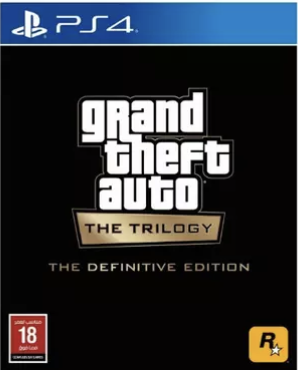 PS4
grand
theft
auto
THE TRILOGY
THE DEFINITIVE EDITION
18
R